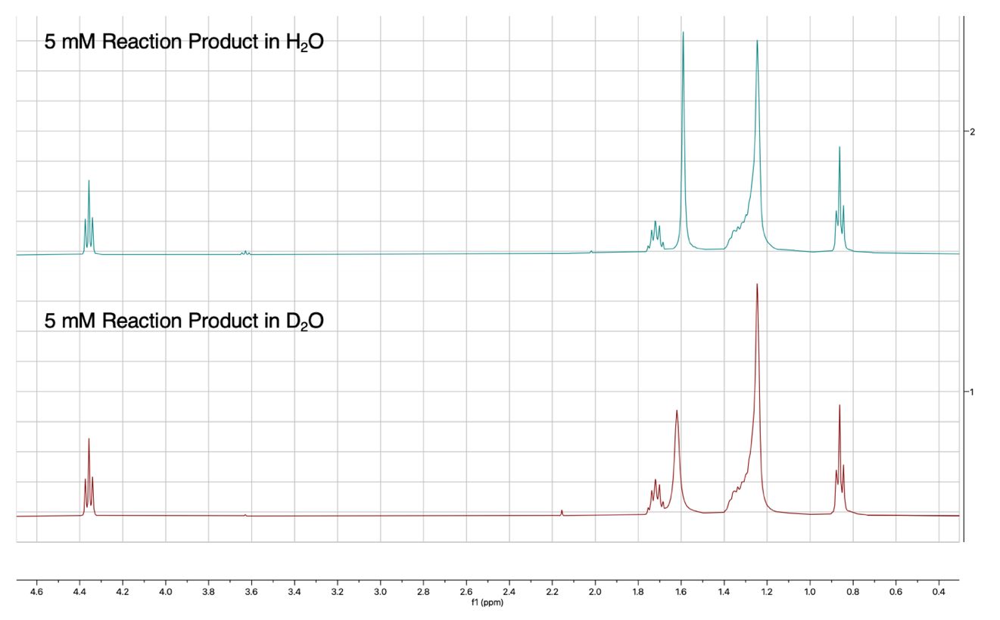 5 mM Reaction Product in H₂O
2
5 mM Reaction Product in D₂O
1
4.6 4.4 4.2 4.0 3.8 3.6 3.4 3.2 3.0 2.8 2.6 2.4 2.2 2.0 1.8 1.6 1.4 1.2 1.0 0.8 0.6 0.4
f1 (ppm)